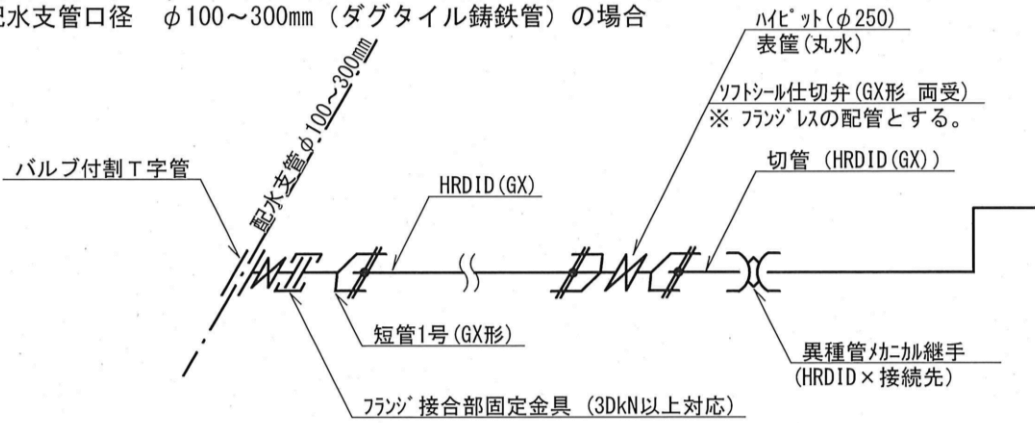 配水支管口径 φ100～300mm（ダグタイル鋳鉄管）の場合
ﾊｲﾋﾟｯﾄ(φ250)
表筐(丸水)
ｿﾌﾄｼｰﾙ仕切弁(GX形 両受)
※ ﾌﾗﾝｼﾞﾚｽの配管とする。
バルブ付割Ｔ字管
配水支管φ100～300mm
HRDID(GX)
切管（HRDID(GX)）
短管1号(GX形)
異種管ﾒｶﾆｶﾙ継手
(HRDID×接続先)
ﾌﾗﾝｼﾞ接合部固定金具（3DkN以上対応）